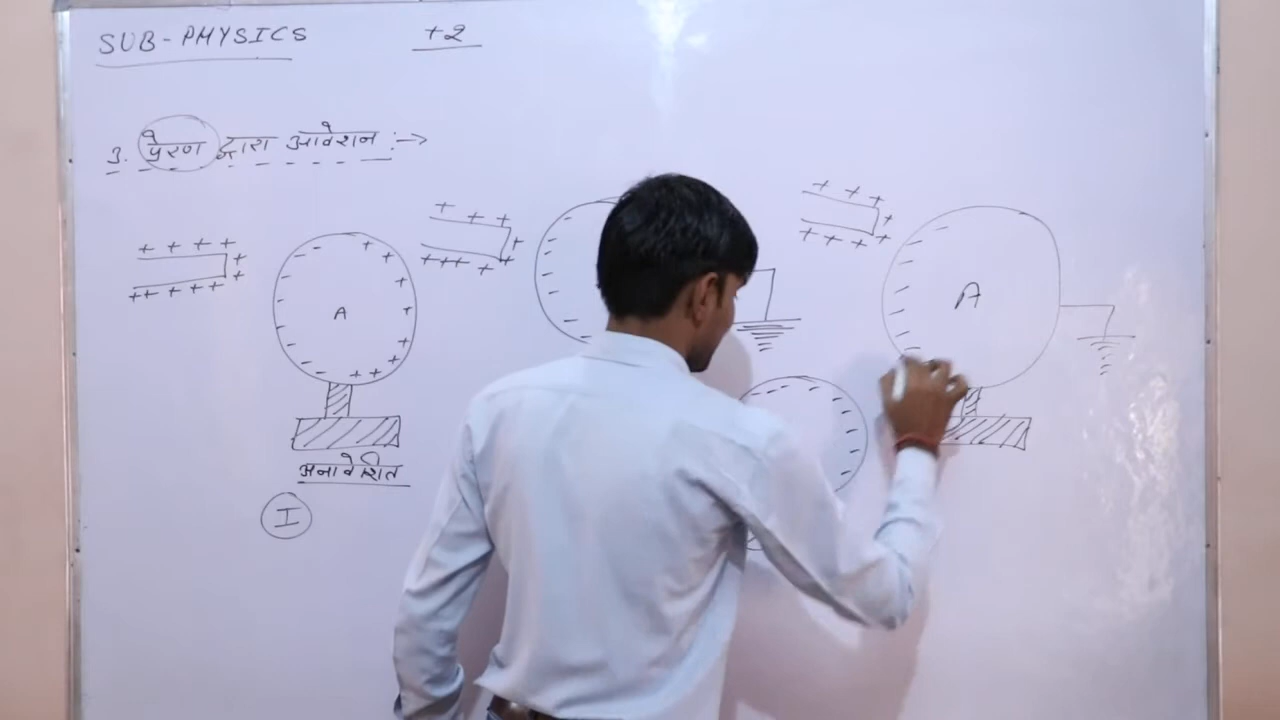 SUB-PHYSICS +2
3. प्रेरण द्वारा आवेशन :→
+ + + +
+
+
++ + + + +
A
अनावेशित
I
A